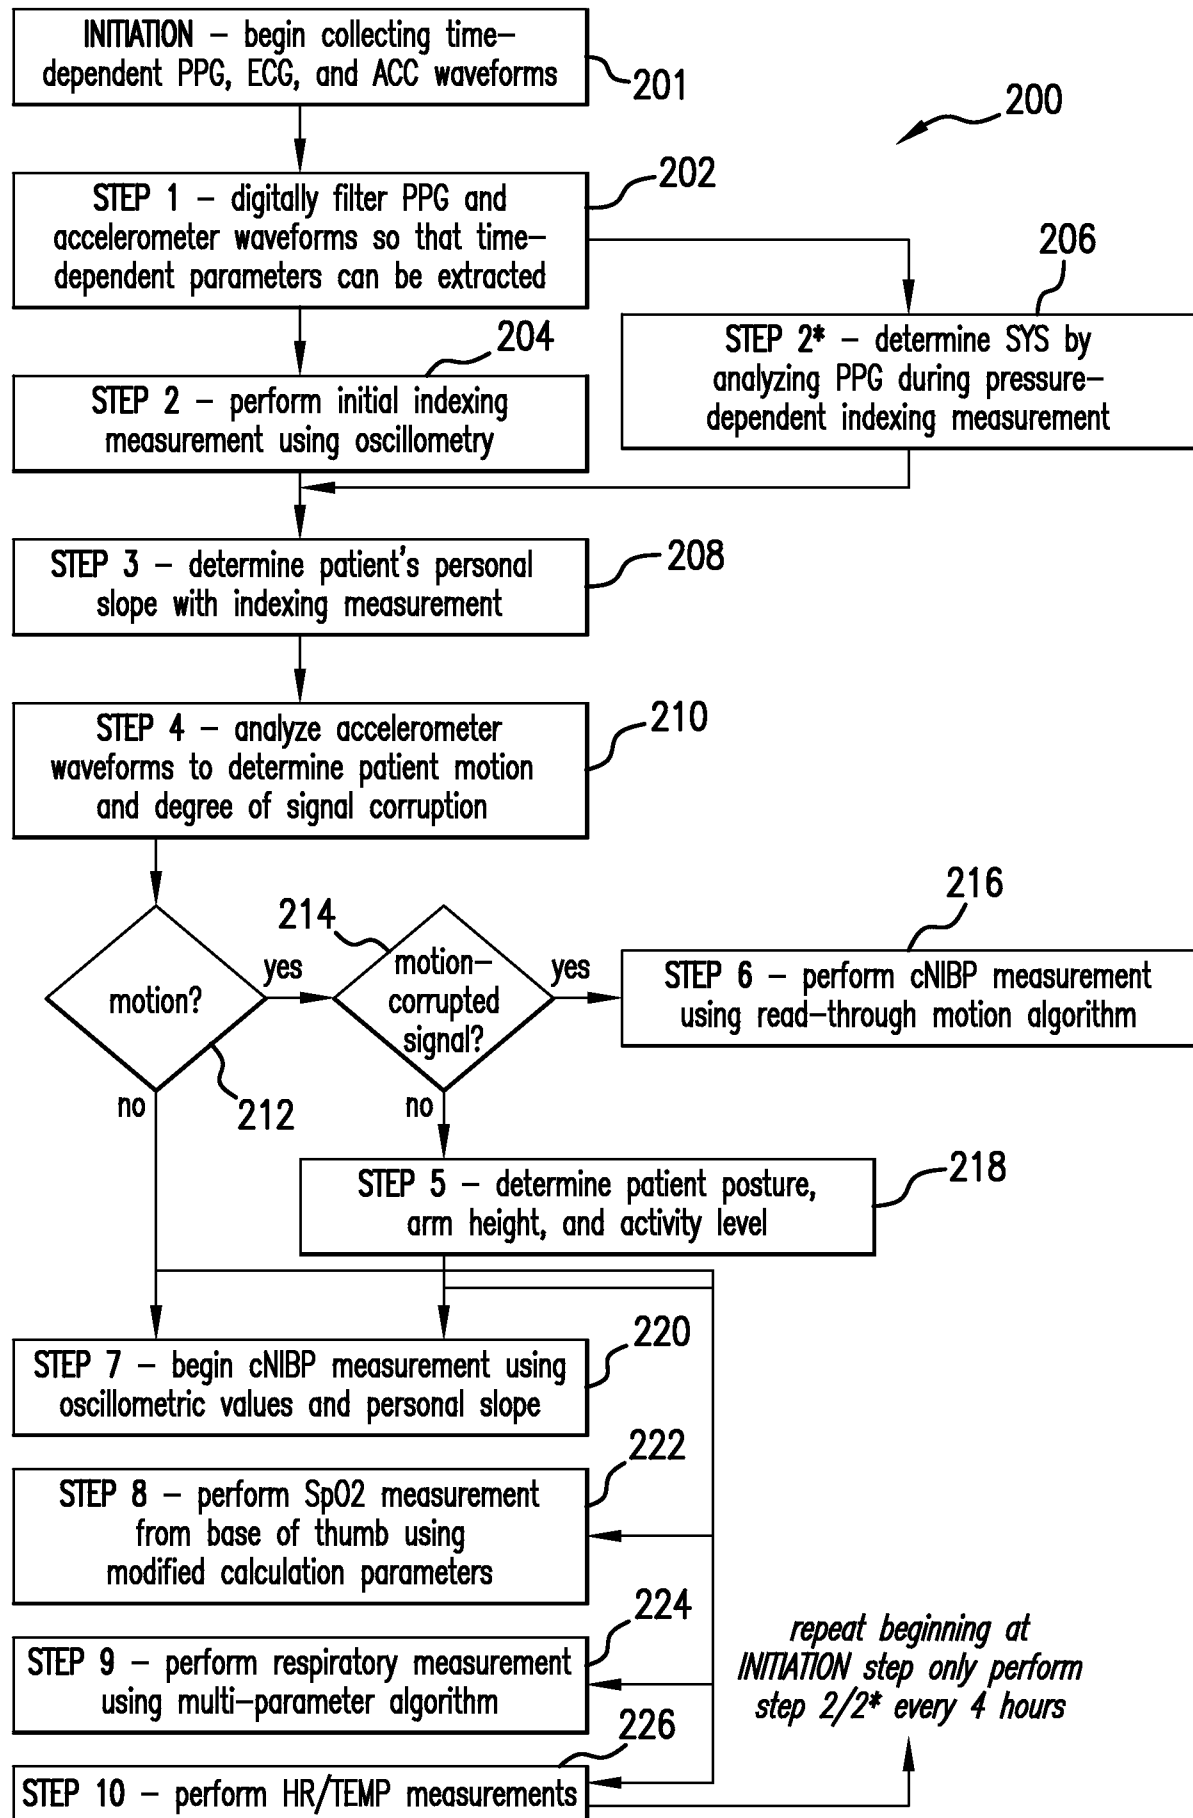 INITIATION – begin collecting time–
dependent PPG, ECG, and ACC waveforms
201
200
STEP 1 – digitally filter PPG and
accelerometer waveforms so that time–
dependent parameters can be extracted
202
206
STEP 2* – determine SYS by
analyzing PPG during pressure–
dependent indexing measurement
204
STEP 2 – perform initial indexing
measurement using oscillometry
STEP 3 – determine patient's personal
slope with indexing measurement
208
STEP 4 – analyze accelerometer
waveforms to determine patient motion
and degree of signal corruption
210
motion?
212
yes
no
214
motion–
corrupted
signal?
yes
no
216
STEP 6 – perform cNIBP measurement
using read–through motion algorithm
STEP 5 – determine patient posture,
arm height, and activity level
218
STEP 7 – begin cNIBP measurement using
oscillometric values and personal slope
220
STEP 8 – perform SpO2 measurement
from base of thumb using
modified calculation parameters
222
STEP 9 – perform respiratory measurement
using multi–parameter algorithm
224
STEP 10 – perform HR/TEMP measurements
226
repeat beginning at
INITIATION step only perform
step 2/2* every 4 hours